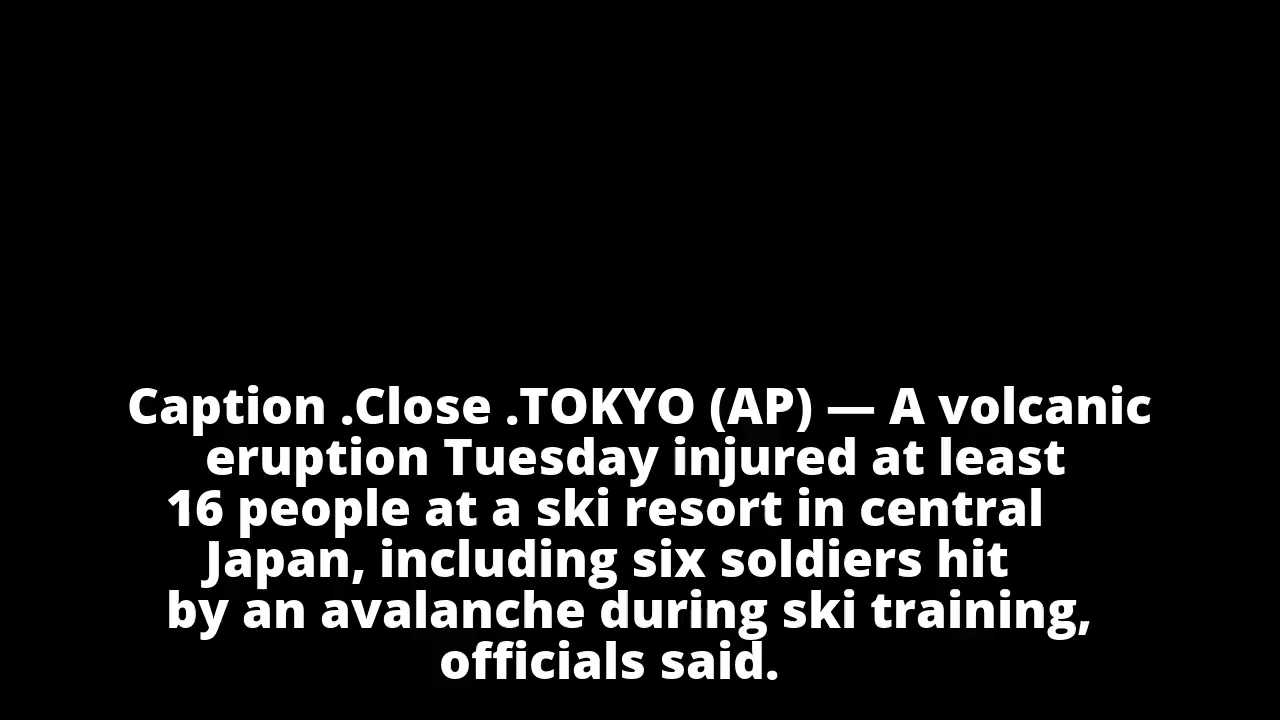 Caption .Close .TOKYO (AP) — A volcanic
eruption Tuesday injured at least
16 people at a ski resort in central
Japan, including six soldiers hit
by an avalanche during ski training,
officials said.